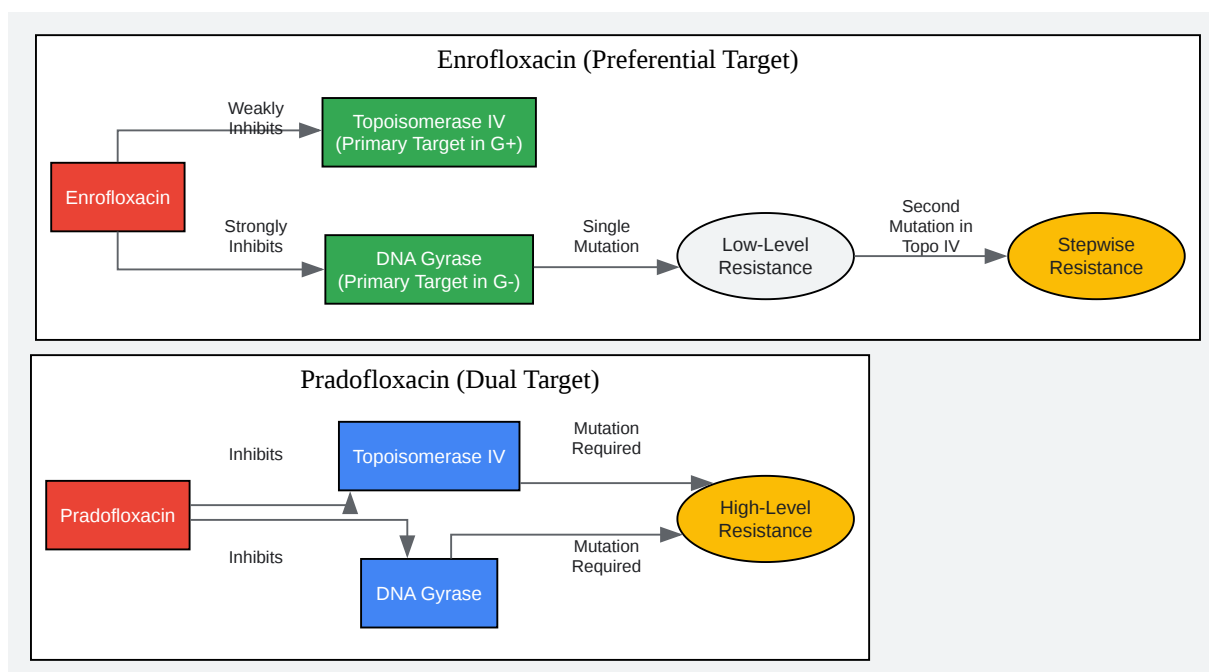 Enrofloxacin (Preferential Target)
Weakly
Inhibits
Topoisomerase IV
(Primary Target in G+)
Enrofloxacin
Strongly
Inhibits
DNA Gyrase
(Primary Target in G-)
Single
Mutation
Low-Level
Resistance
Second
Mutation in
Topo IV
Stepwise
Resistance
Pradofloxacin (Dual Target)
Inhibits
Topoisomerase IV
Mutation
Required
Pradofloxacin
High-Level
Resistance
Inhibits
DNA Gyrase
Mutation
Required